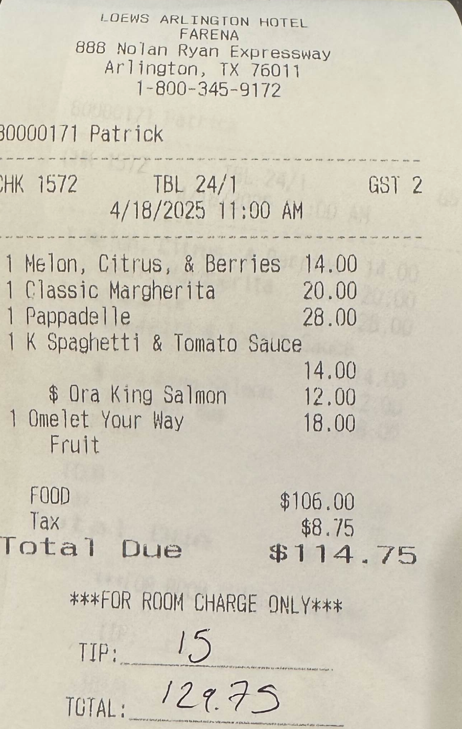 LOEWS ARLINGTON HOTEL
FARENA
888 Nolan Ryan Expressway
Arlington, TX 76011
1-800-345-9172
80000171 Patrick
CHK 1572 TBL 24/1 GST 2
4/18/2025 11:00 AM
1 Melon, Citrus, & Berries 14.00
1 Classic Margherita 20.00
1 Pappadelle 28.00
1 K Spaghetti & Tomato Sauce
14.00
$ Ora King Salmon 12.00
1 Omelet Your Way 18.00
Fruit
FOOD $106.00
Tax $8.75
Total Due $114.75
***FOR ROOM CHARGE ONLY***
TIP: 15
TOTAL: 129.75